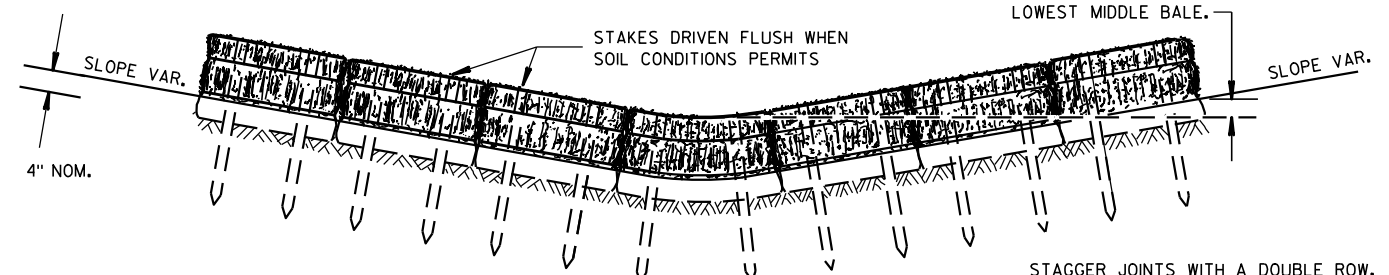 LOWEST MIDDLE BALE.
STAKES DRIVEN FLUSH WHEN
SOIL CONDITIONS PERMITS
SLOPE VAR.
SLOPE VAR.
4" NOM.
STAGGER JOINTS WITH A DOUBLE ROW.